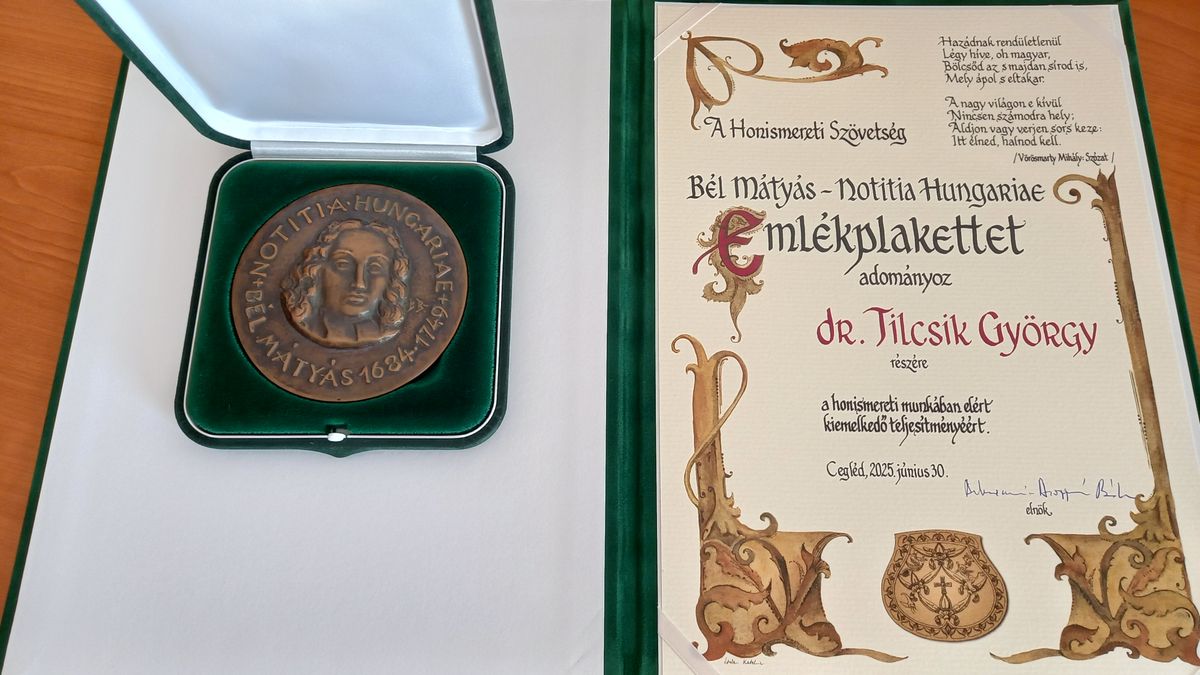 NOTITIA · HUNGARIAE + BÉL MÁTYÁS 1684-1749 +
Hazádnak rendületlenül
Légy híve, oh magyar,
Bölcsőd az s majdan sírod is,
Mely ápol s eltakar.
A nagy világon e kívül
Nincsen számodra hely;
Áldjon vagy verjen sors keze:
Itt élned, halnod kell.
/Vörösmarty Mihály: Szózat/
A Honismereti Szövetség
Bél Mátyás - Notitia Hungariae
Emlékplakettet
adományoz
dr. Tilcsik György
részére
a honismereti munkában elért
kiemelkedő teljesítményéért.
Cegléd, 2025. június 30.
elnök